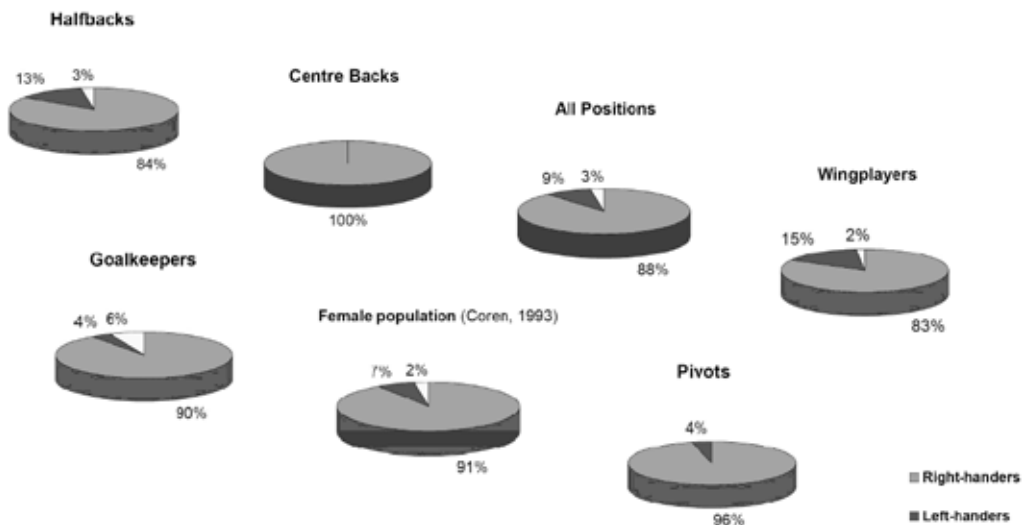 Halfbacks
13% 3%
84%
Centre Backs
100%
All Positions
9% 3%
88%
Wingplayers
15% 2%
83%
Goalkeepers
4% 6%
90%
Female population (Coren, 1993)
7% 2%
91%
Pivots
4%
96%
Right-handers
Left-handers